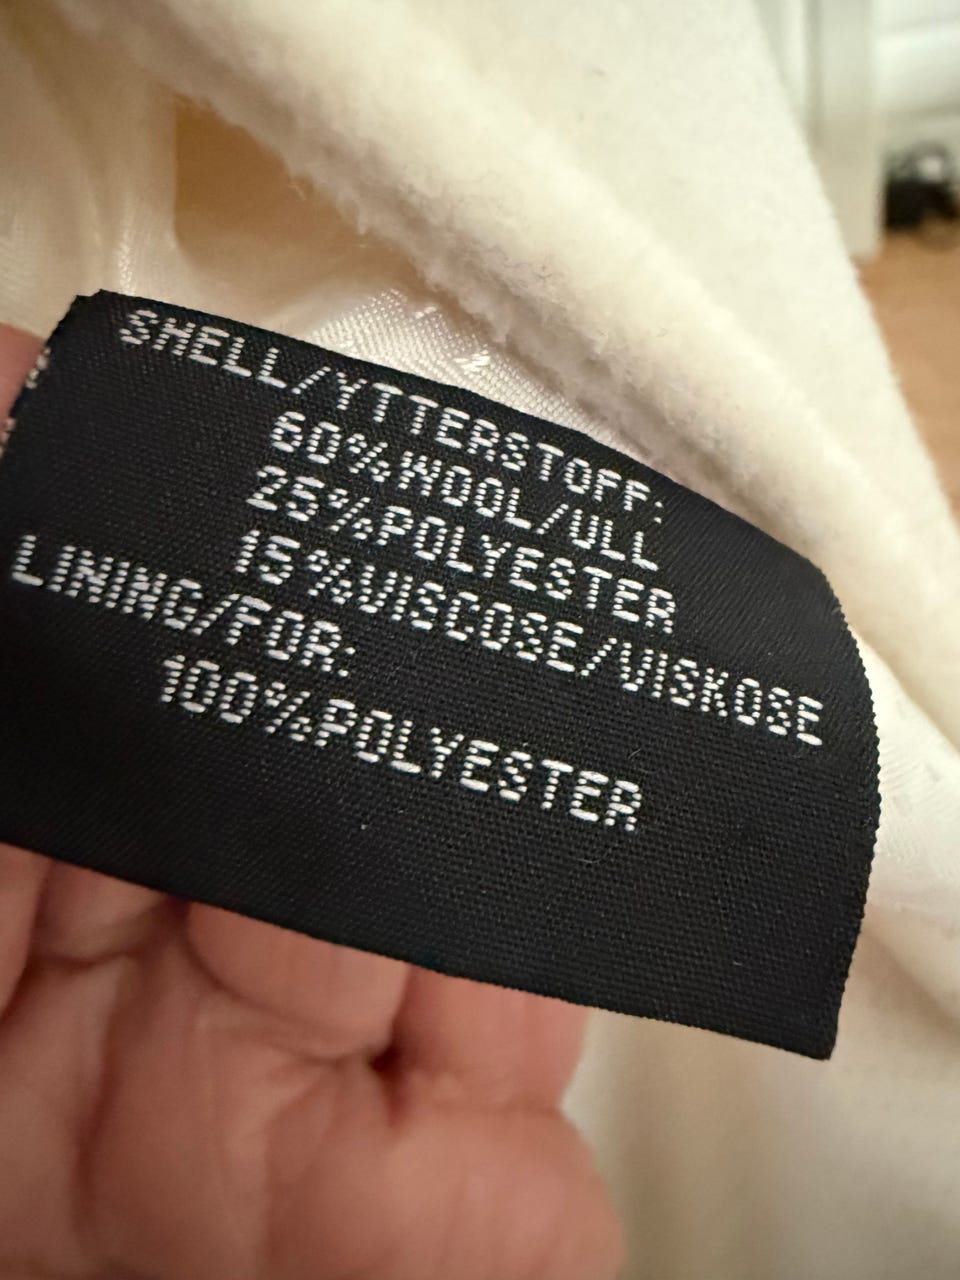 SHELL/YTTERSTOFF:
60%WOOL/ULL
25%POLYESTER
15%VISCOSE/VISKOSE
LINING/FOR:
100%POLYESTER